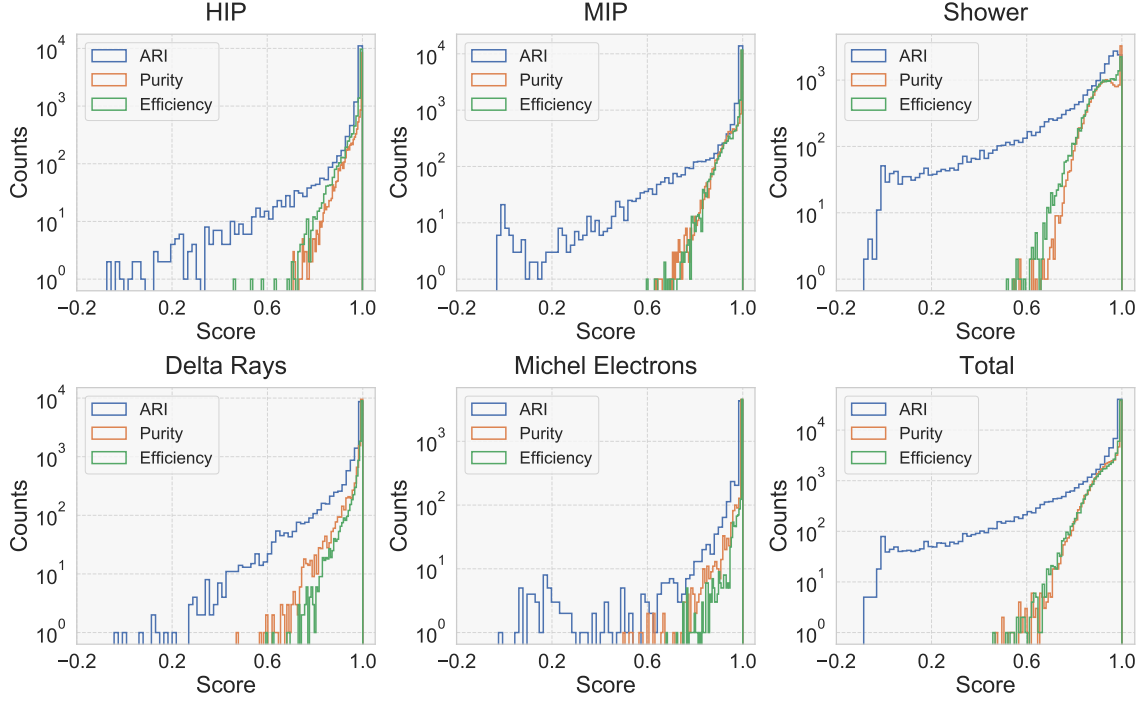 HIP
MIP
Shower
Counts
10^4
10^3
10^2
10^1
10^0
ARI
Purity
Efficiency
−0.2 0.2 0.6 1.0
Score
Counts
10^4
10^3
10^2
10^1
10^0
ARI
Purity
Efficiency
−0.2 0.2 0.6 1.0
Score
Counts
10^3
10^2
10^1
10^0
ARI
Purity
Efficiency
−0.2 0.2 0.6 1.0
Score
Delta Rays
Michel Electrons
Total
Counts
10^4
10^3
10^2
10^1
10^0
ARI
Purity
Efficiency
−0.2 0.2 0.6 1.0
Score
Counts
10^3
10^2
10^1
10^0
ARI
Purity
Efficiency
−0.2 0.2 0.6 1.0
Score
Counts
10^4
10^3
10^2
10^1
10^0
ARI
Purity
Efficiency
−0.2 0.2 0.6 1.0
Score